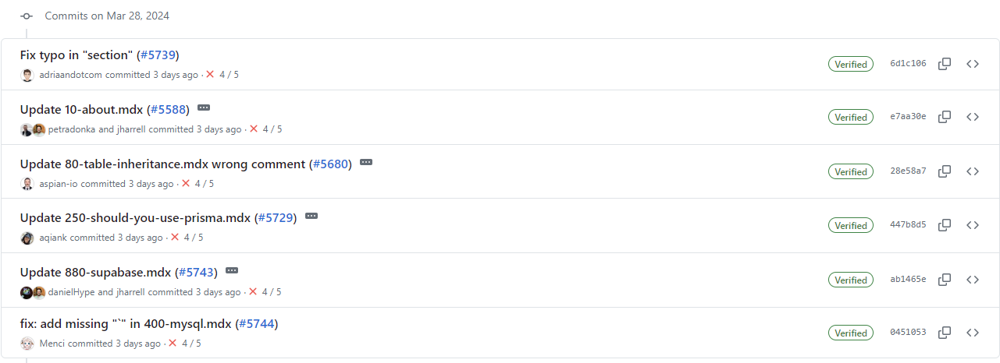 Commits on Mar 28, 2024
Fix typo in "section" (#5739)
Verified 6d1c106
adriaandotcom committed 3 days ago · 4 / 5
Update 10-about.mdx (#5588)
Verified e7aa30e
petradonka and jharrell committed 3 days ago · 4 / 5
Update 80-table-inheritance.mdx wrong comment (#5680)
Verified 28e58a7
aspian-io committed 3 days ago · 4 / 5
Update 250-should-you-use-prisma.mdx (#5729)
Verified 447b8d5
aqiank committed 3 days ago · 4 / 5
Update 880-supabase.mdx (#5743)
Verified ab1465e
danielHype and jharrell committed 3 days ago · 4 / 5
fix: add missing "`" in 400-mysql.mdx (#5744)
Verified 0451053
Menci committed 3 days ago · 4 / 5